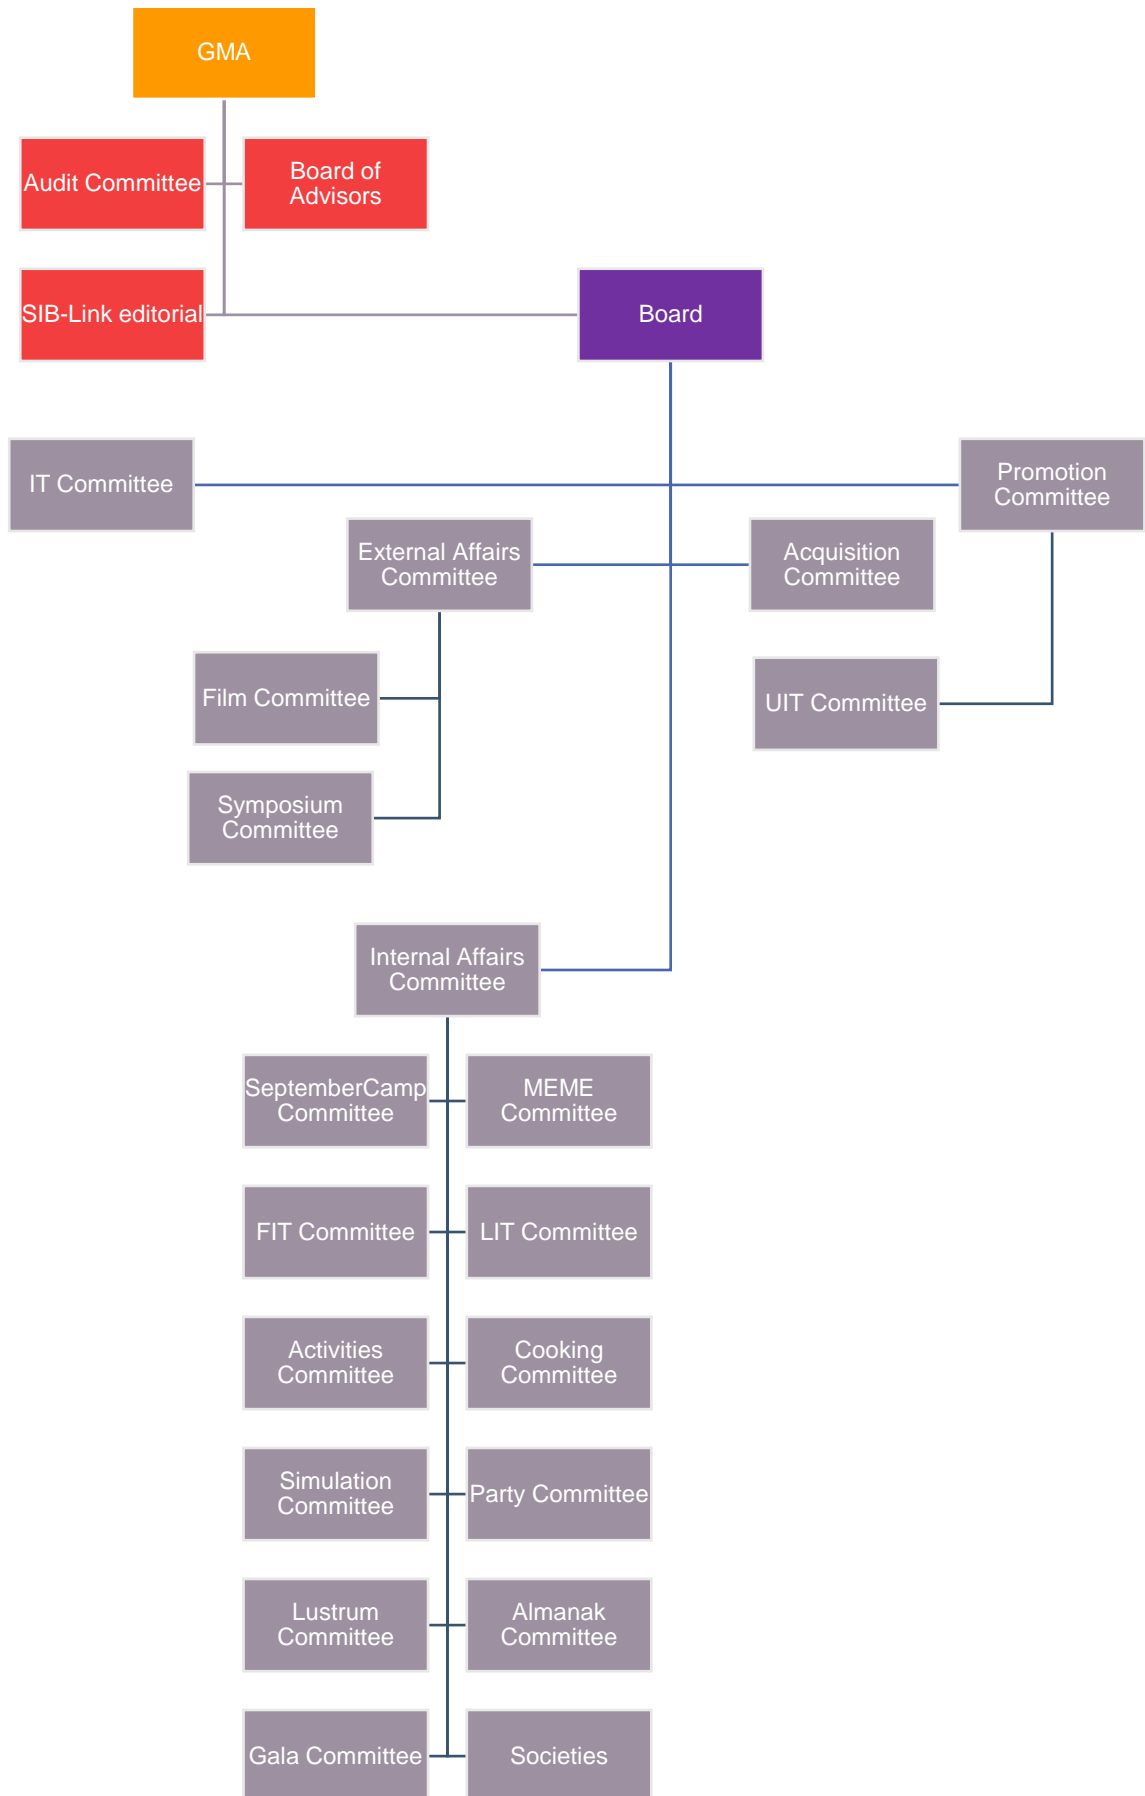 GMA
Audit Committee
Board of
Advisors
SIB-Link editorial
Board
IT Committee
Promotion
Committee
External Affairs
Committee
Acquisition
Committee
Film Committee
UIT Committee
Symposium
Committee
Internal Affairs
Committee
SeptemberCamp
Committee
MEME
Committee
FIT Committee
LIT Committee
Activities
Committee
Cooking
Committee
Simulation
Committee
Party Committee
Lustrum
Committee
Almanak
Committee
Gala Committee
Societies